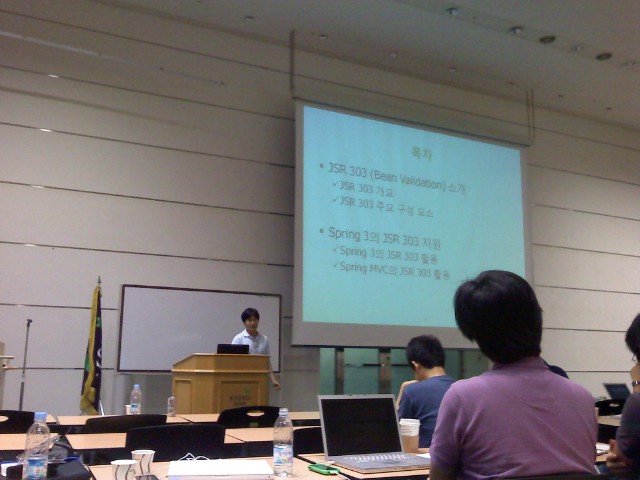 목차
• JSR 303 (Bean Validation) 소개
✓JSR 303 개요
✓JSR 303 주요 구성 요소
• Spring 3의 JSR 303 지원
✓Spring 3의 JSR 303 활용
✓Spring MVC의 JSR 303 활용